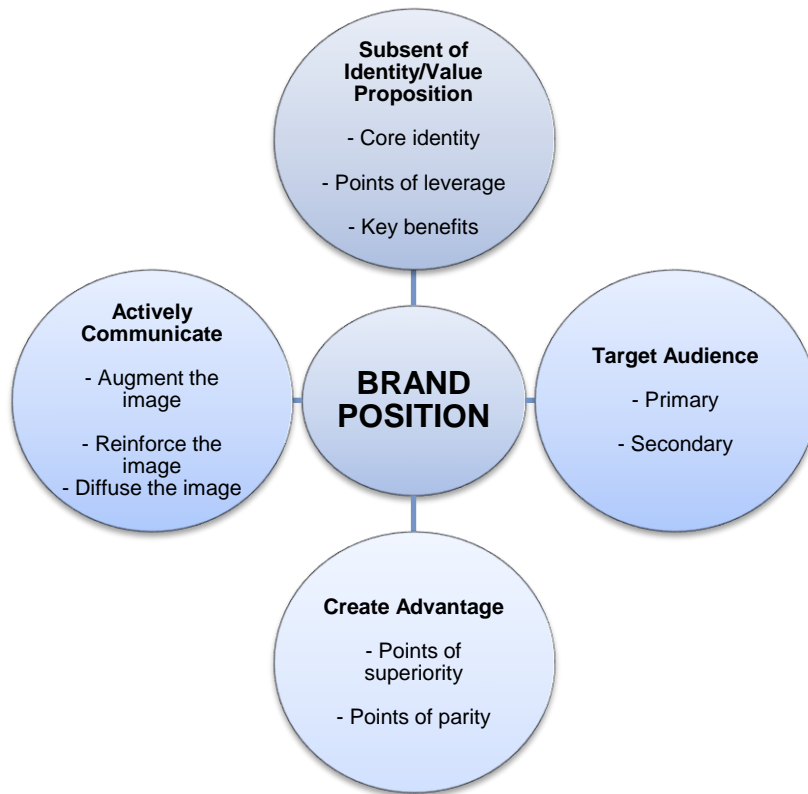 Subsent of
Identity/Value
Proposition
- Core identity
- Points of leverage
- Key benefits
Actively
Communicate
- Augment the
image
- Reinforce the
image
- Diffuse the image
BRAND
POSITION
Target Audience
- Primary
- Secondary
Create Advantage
- Points of
superiority
- Points of parity